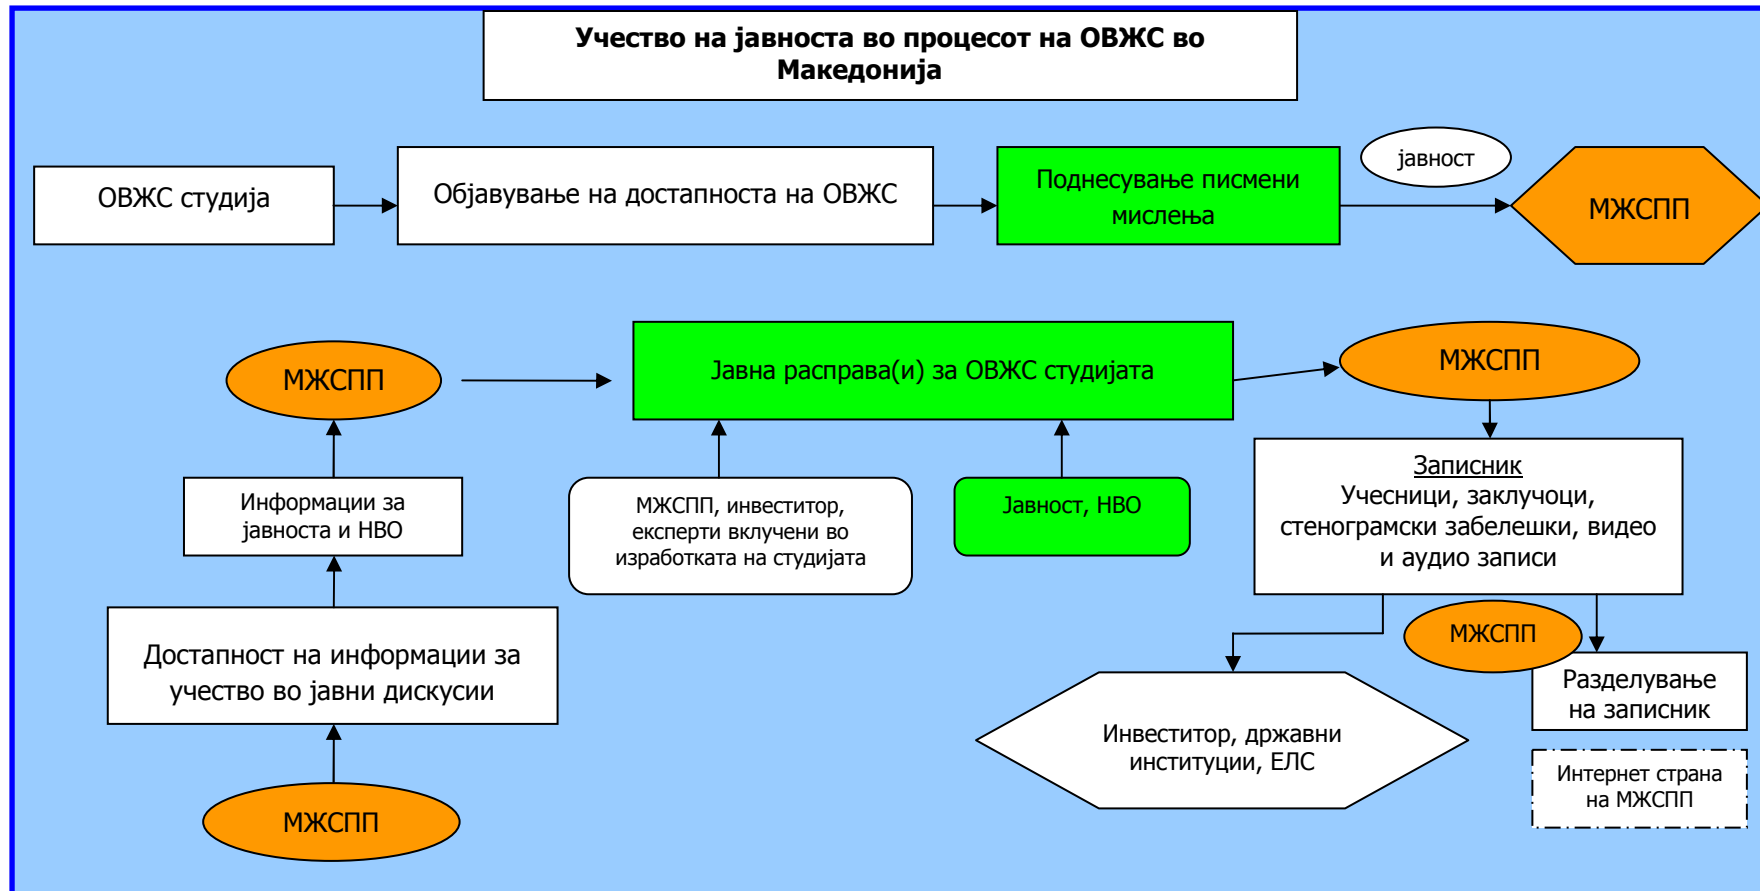 Учество на јавноста во процесот на ОВЖС во
Македонија
ОВЖС студија
Објавување на достапноста на ОВЖС
Поднесување писмени
мислења
јавност
МЖСПП
МЖСПП
Јавна расправа(и) за ОВЖС студијата
МЖСПП
Информации за
јавноста и НВО
МЖСПП, инвеститор,
експерти вклучени во
изработката на студијата
Јавност, НВО
Записник
Учесници, заклучоци,
стенограмски забелешки, видео
и аудио записи
Достапност на информации за
учество во јавни дискусии
МЖСПП
Разделување
на записник
Инвеститор, државни
институции, ЕЛС
Интернет страна
на МЖСПП
МЖСПП